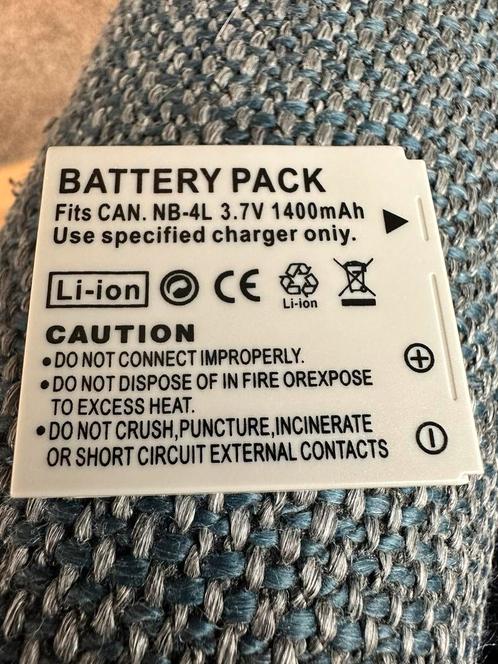 BATTERY PACK
Fits CAN. NB-4L 3.7V 1400mAh
Use specified charger only.
Li-ion CE Li-ion
CAUTION
•DO NOT CONNECT IMPROPERLY.
•DO NOT DISPOSE OF IN FIRE OREXPOSE
TO EXCESS HEAT.
•DO NOT CRUSH,PUNCTURE,INCINERATE
OR SHORT CIRCUIT EXTERNAL CONTACTS